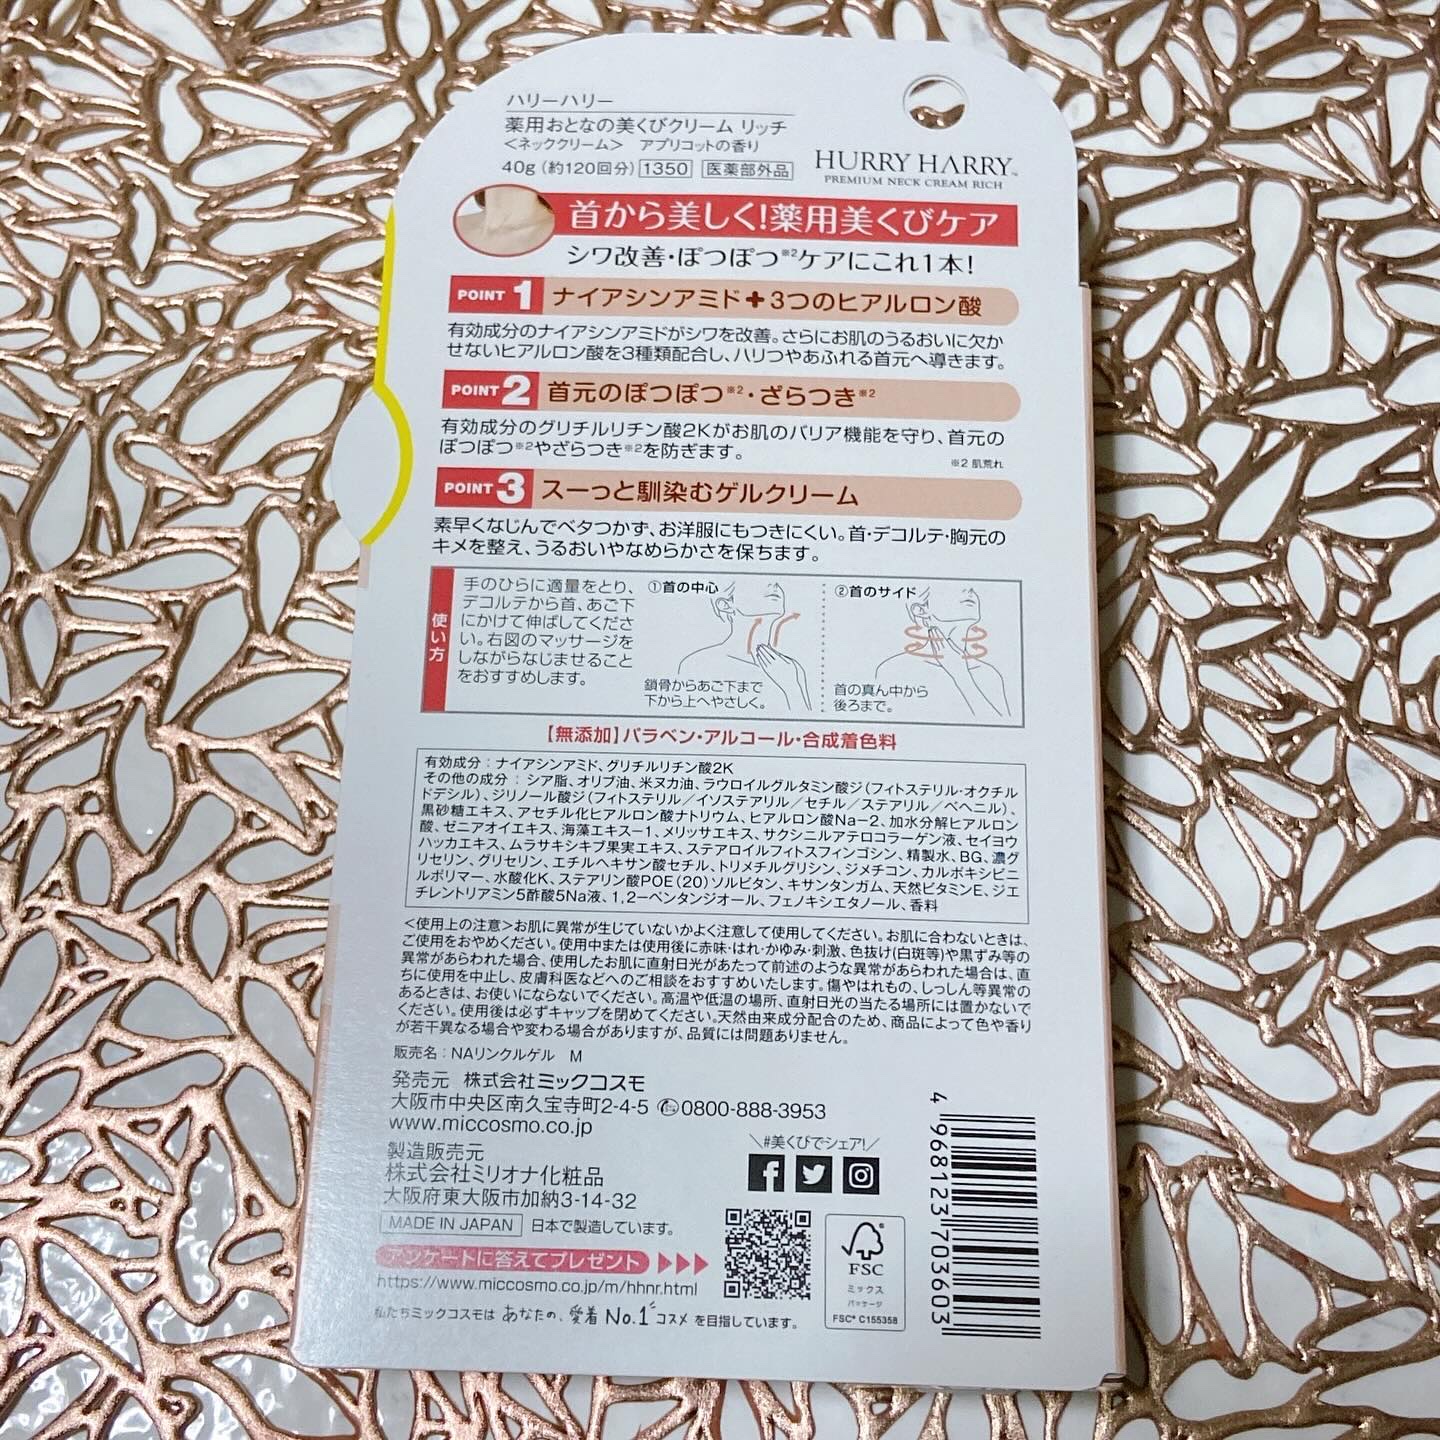 ハリーハリー
薬用おとなの美くびクリーム リッチ
<ネッククリーム> アプリコットの香り
40g (約120回分) 1350 医薬部外品
HURRY HARRY™
PREMIUM NECK CREAM RICH
首から美しく!薬用美くびケア
シワ改善・ぽつぽつ※2ケアにこれ1本!
POINT 1 ナイアシンアミド+3つのヒアルロン酸
有効成分のナイアシンアミドがシワを改善。さらにお肌のうるおいに欠か
せないヒアルロン酸を3種類配合し、ハリつやあふれる首元へ導きます。
POINT 2 首元のぽつぽつ※2・ざらつき※2
有効成分のグリチルリチン酸2Kがお肌のバリア機能を守り、首元の
ぽつぽつ※2やざらつき※2を防ぎます。
※2 肌荒れ
POINT 3 スーっと馴染むゲルクリーム
素早くなじんでベタつかず、お洋服にもつきにくい。首・デコルテ・胸元の
キメを整え、うるおいやなめらかさを保ちます。
使い方
手のひらに適量をとり、
デコルテから首、あご下
にかけて伸ばしてくださ
い。右図のマッサージを
しながらなじませること
をおすすめします。
①首の中心
鎖骨からあご下まで
下から上へやさしく。
②首のサイド
首の真ん中から
後ろまで。
【無添加】パラベン・アルコール・合成着色料
有効成分：ナイアシンアミド、グリチルリチン酸2K
その他の成分：シア脂、オリブ油、米ヌカ油、ラウロイルグルタミン酸ジ(フィトステリル・オクチル
ドデシル)、ジリノール酸ジ(フィトステリル/イソステアリル/セチル/ステアリル/ベヘニル)、
黒砂糖エキス、アセチル化ヒアルロン酸ナトリウム、ヒアルロン酸Na-2、加水分解ヒアルロン
酸、ゼニアオイエキス、海藻エキス-1、メリッサエキス、サクシニルアテロコラーゲン液、セイヨウ
ハッカエキス、ムラサキシキブ果実エキス、ステアロイルフィトスフィンゴシン、精製水、BG、濃グ
リセリン、グリセリン、エチルヘキサン酸セチル、トリメチルグリシン、ジメチコン、カルボキシビニ
ルポリマー、水酸化K、ステアリン酸POE(20)ソルビタン、キサンタンガム、天然ビタミンE、ジエ
チレントリアミン5酢酸5Na液、1,2-ペンタンジオール、フェノキシエタノール、香料
<使用上の注意>お肌に異常が生じていないかよく注意して使用してください。お肌に合わないときは、
ご使用をおやめください。使用中または使用後に赤味・はれ・かゆみ・刺激、色抜け(白斑等)や黒ずみ等の
異常があらわれた場合、使用したお肌に直射日光があたって前述のような異常があらわれた場合は、直
ちに使用を中止し、皮膚科医などへのご相談をおすすめいたします。傷やはれもの、しっしん等異常の
あるときは、お使いにならないでください。高温や低温の場所、直射日光の当たる場所には置かないで
ください。使用後は必ずキャップを閉めてください。天然由来成分配合のため、商品によって色や香り
が若干異なる場合や変わる場合がありますが、品質には問題ありません。
販売名：NAリンクルゲル M
発売元 株式会社ミックコスモ
大阪市中央区南久宝寺町2-4-5 0800-888-3953
www.miccosmo.co.jp
製造販売元
株式会社ミリオナ化粧品
大阪府東大阪市加納3-14-32
MADE IN JAPAN 日本で製造しています。
アンケートに答えてプレゼント
https://www.miccosmo.co.jp/m/hhnr.html
私たちミックコスモは あなたの、愛着No.1コスメ を目指しています。
\#美くびでシェア!/
FSC
ミックス
パッケージ
FSC® C155358
4 968123 703603